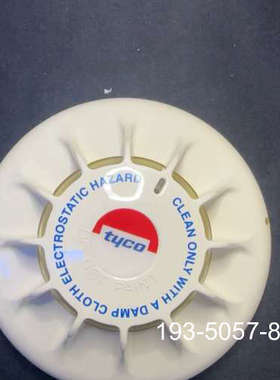 ELECTROSTATIC HAZARD
CLEAN ONLY WITH A DAMP CLOTH
tyco
193-5057-8